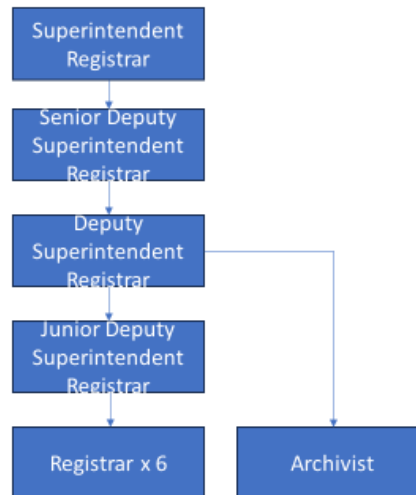 Superintendent
Registrar
Senior Deputy
Superintendent
Registrar
Deputy
Superintendent
Registrar
Junior Deputy
Superintendent
Registrar
Registrar x 6
Archivist